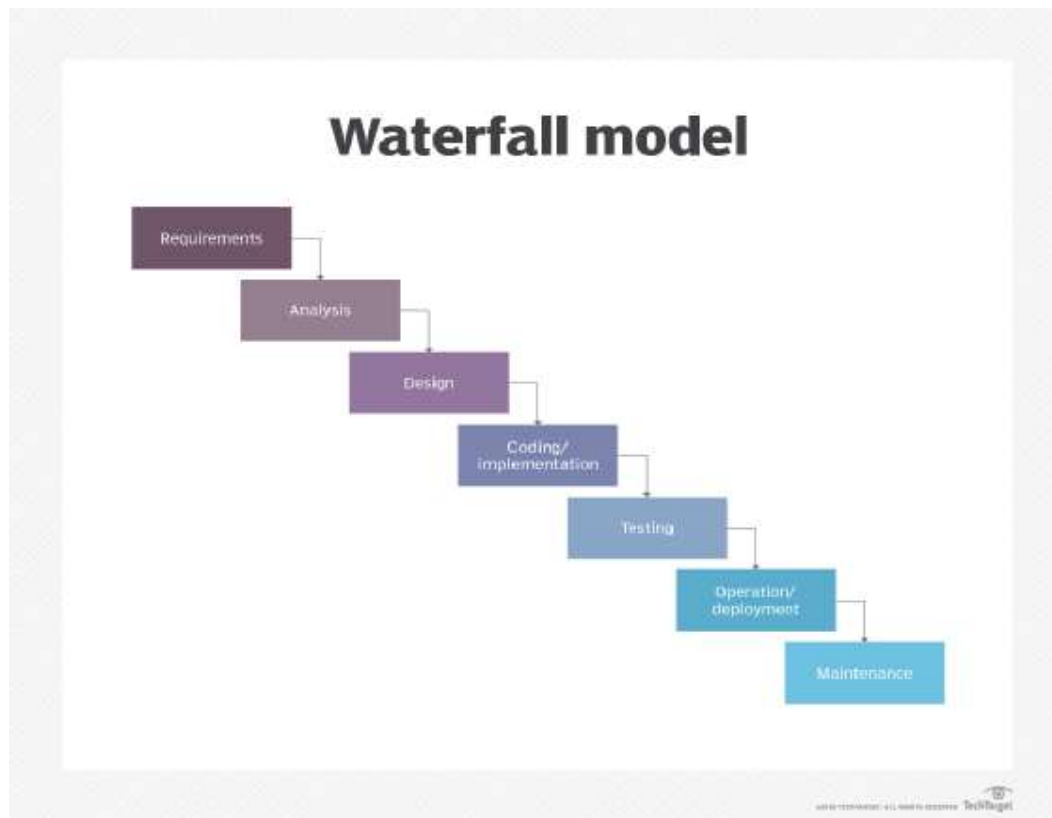 Waterfall model
Requirements
Analysis
Design
Coding/
implementation
Testing
Operation/
deployment
Maintenance
TechTarget